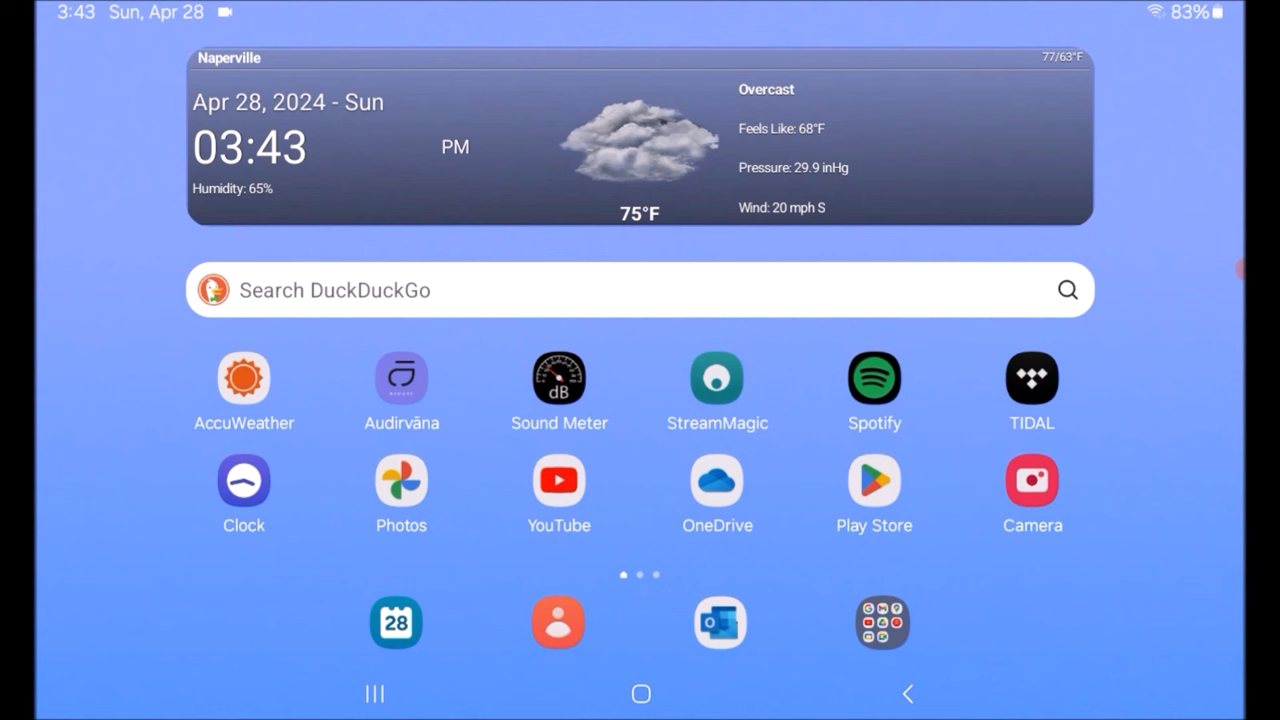 3:43 Sun, Apr 28 83%
Naperville 77/63°F
Apr 28, 2024 - Sun
03:43 PM
Humidity: 65%
75°F
Overcast
Feels Like: 68°F
Pressure: 29.9 inHg
Wind: 20 mph S
Search DuckDuckGo
dB
AccuWeather Audirvāna Sound Meter StreamMagic Spotify TIDAL
Clock Photos YouTube OneDrive Play Store Camera
28 O